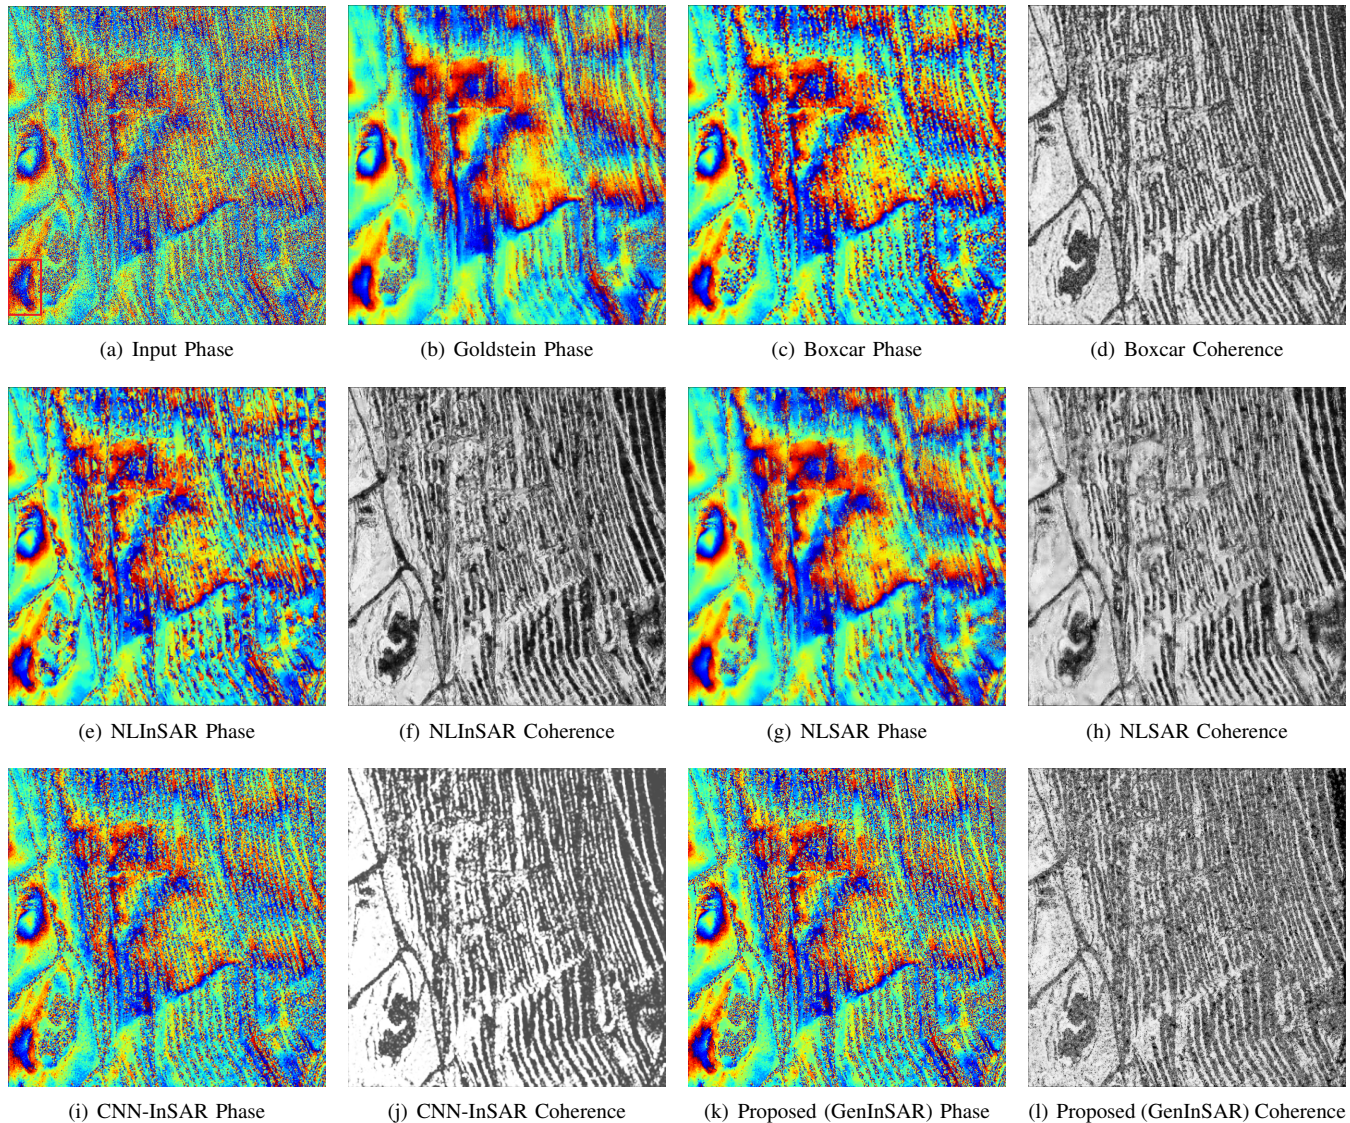 (a) Input Phase
(b) Goldstein Phase
(c) Boxcar Phase
(d) Boxcar Coherence
(e) NLInSAR Phase
(f) NLInSAR Coherence
(g) NLSAR Phase
(h) NLSAR Coherence
(i) CNN-InSAR Phase
(j) CNN-InSAR Coherence
(k) Proposed (GenInSAR) Phase
(l) Proposed (GenInSAR) Coherence